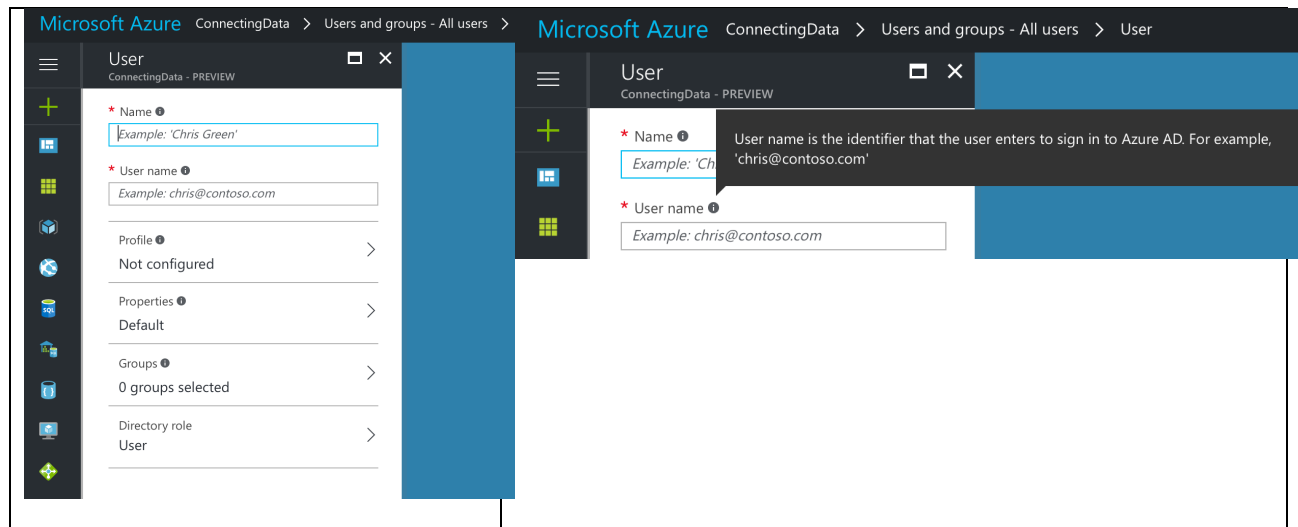 Microsoft Azure ConnectingData > Users and groups - All users >
User
ConnectingData - PREVIEW
* Name
Example: 'Chris Green'
* User name
Example: chris@contoso.com
Profile
Not configured
Properties
Default
Groups
0 groups selected
Directory role
User
SQL
Microsoft Azure ConnectingData > Users and groups - All users > User
User
ConnectingData - PREVIEW
* Name
Example: 'Ch
User name is the identifier that the user enters to sign in to Azure AD. For example,
'chris@contoso.com'
* User name
Example: chris@contoso.com